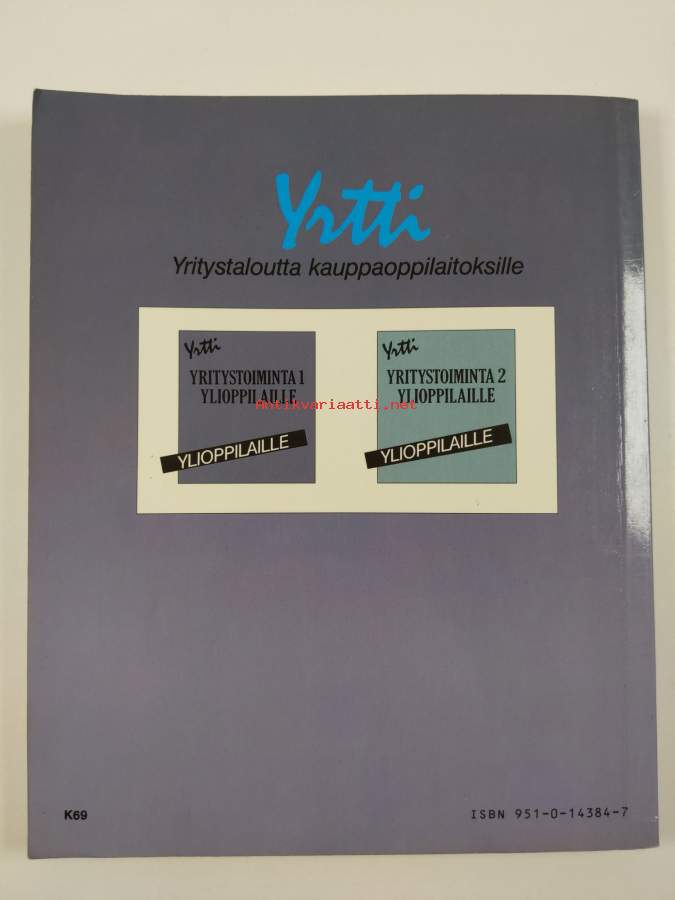 Yrtti
Yritystaloutta kauppaoppilaitoksille
Yrtti
YRITYSTOIMINTA 1
YLIOPPILAILLE
YLIOPPILAILLE
Yrtti
YRITYSTOIMINTA 2
YLIOPPILAILLE
YLIOPPILAILLE
Antikvariaatti.net
K69
ISBN 951-0-14384-7